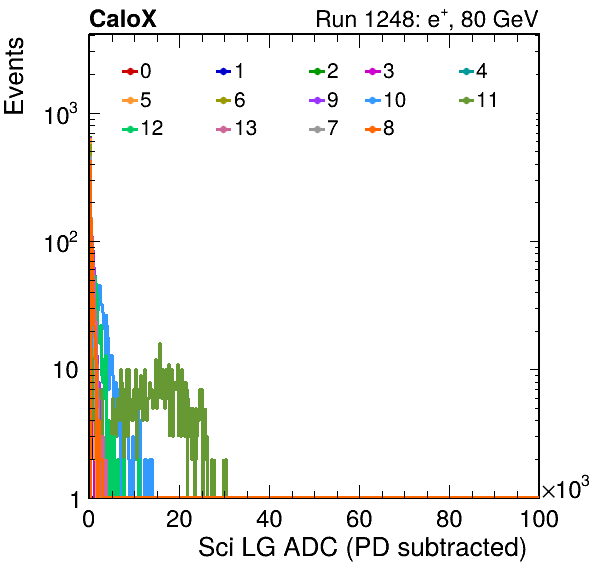 CaloX Run 1248: e⁺, 80 GeV
Events
0 1 2 3 4
5 6 9 10 11
12 13 7 8
10³
10²
10
1
0 20 40 60 80 100
×10³
Sci LG ADC (PD subtracted)